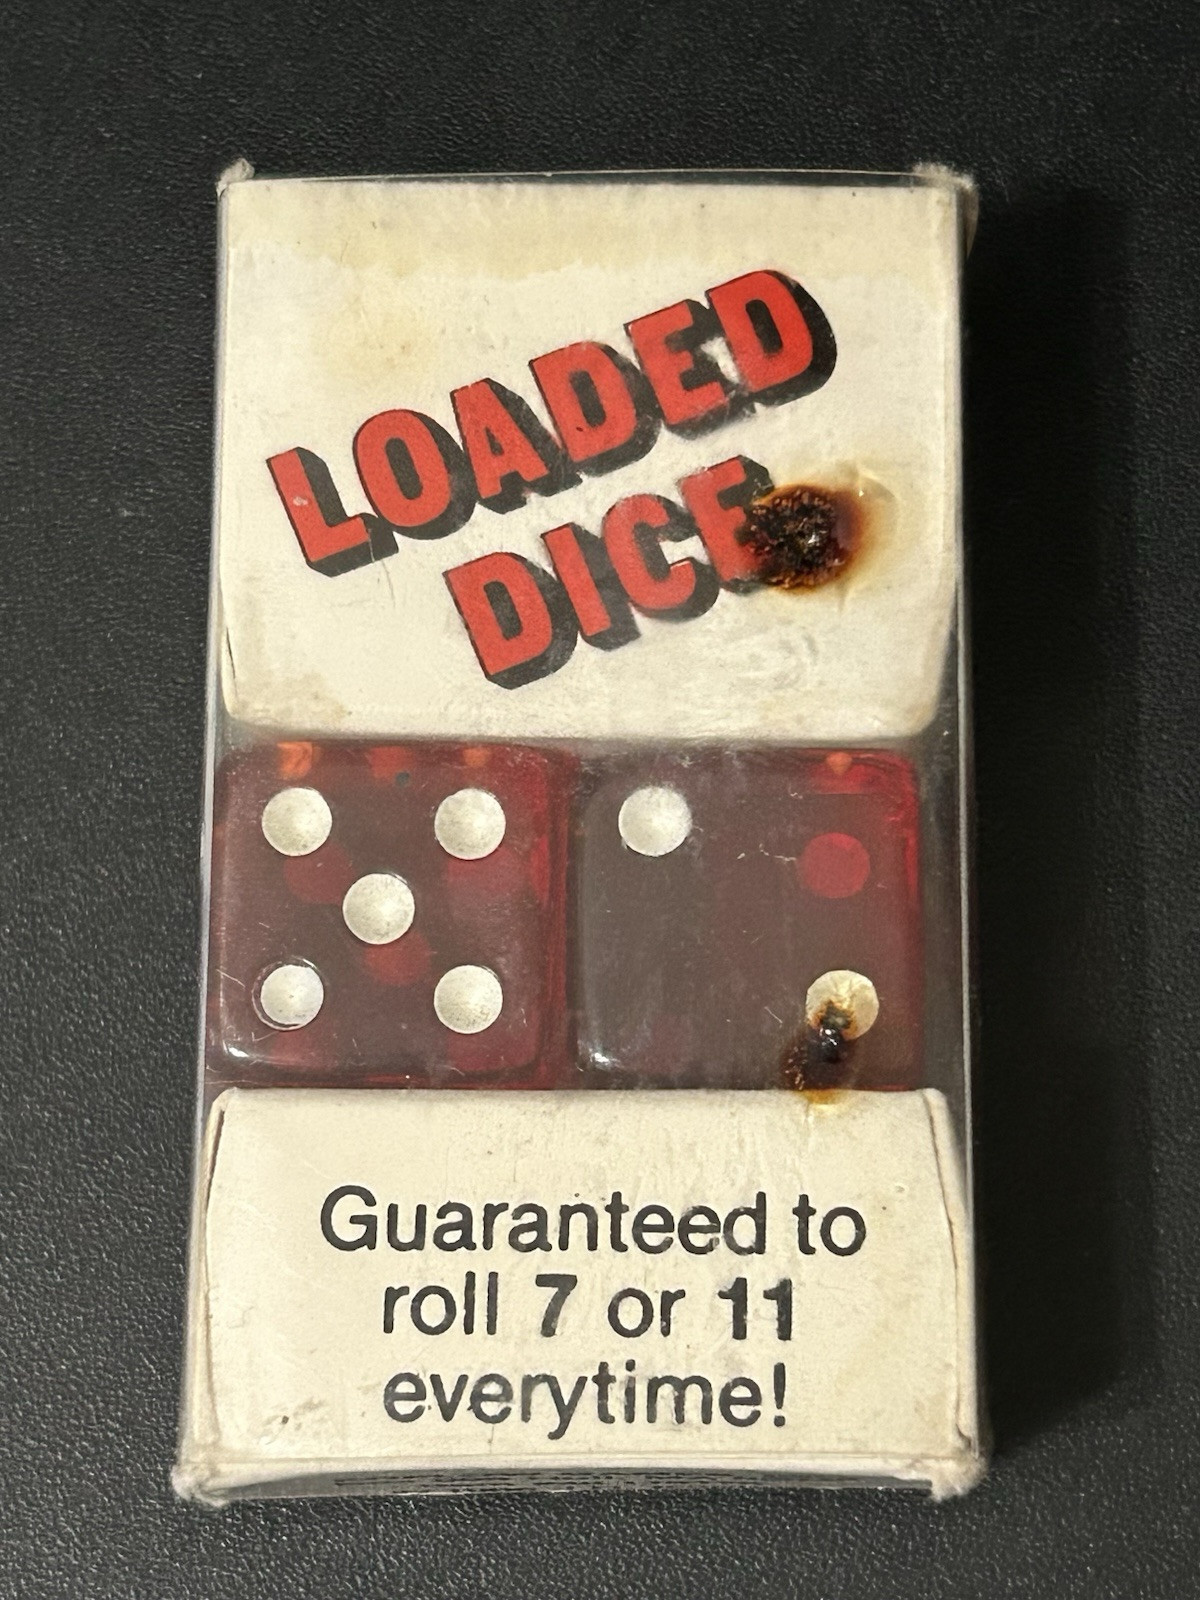 LOADED
DICE
Guaranteed to
roll 7 or 11
everytime!